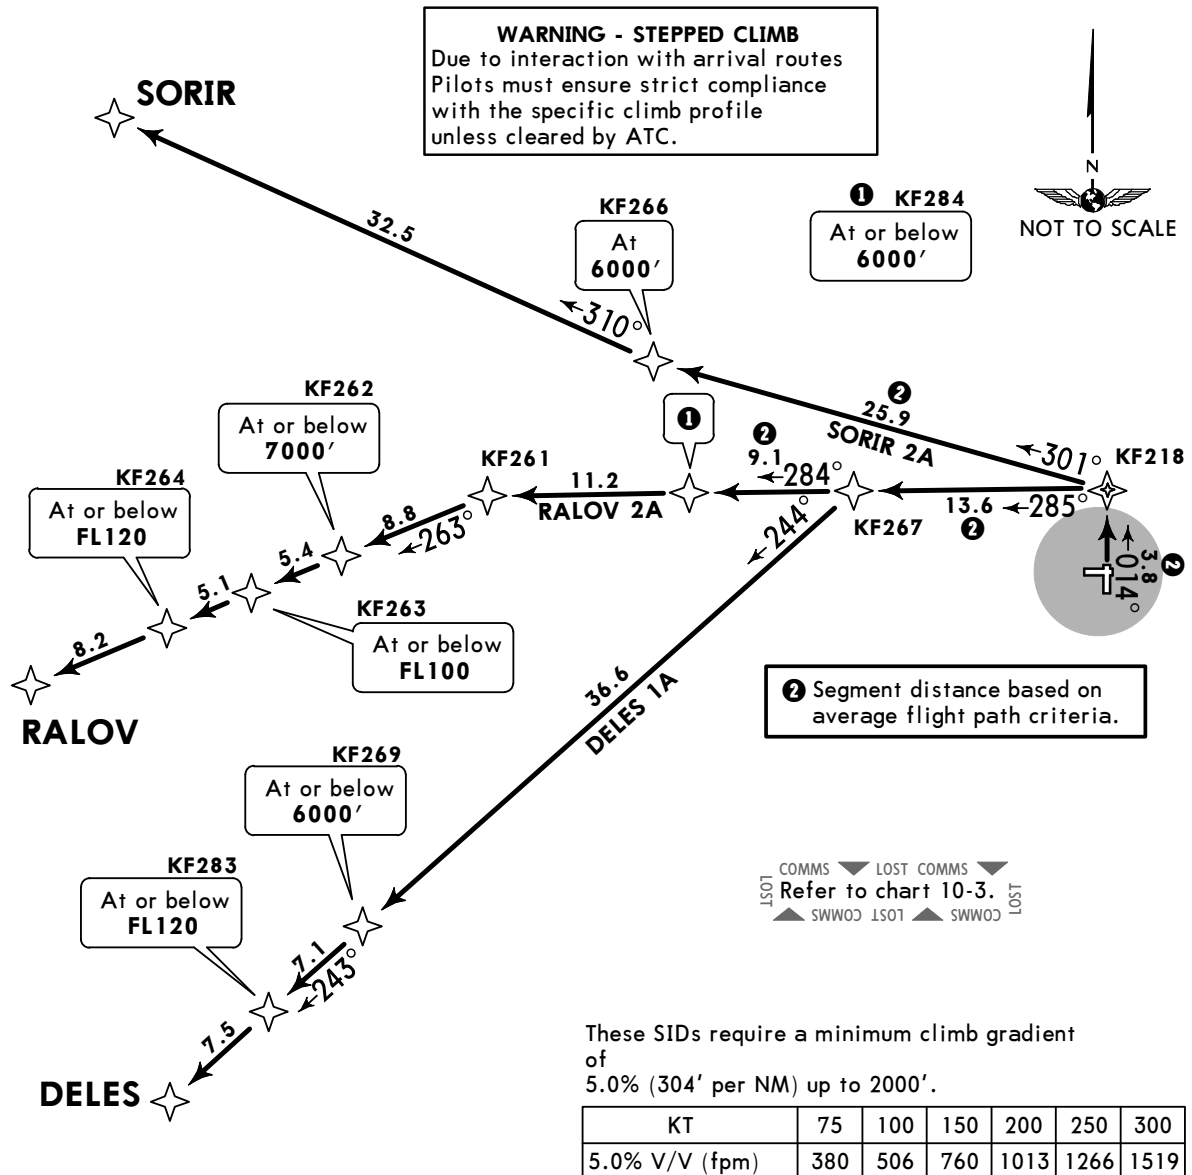 WARNING - STEPPED CLIMB
Due to interaction with arrival routes
Pilots must ensure strict compliance
with the specific climb profile
unless cleared by ATC.
SORIR
N
NOT TO SCALE
❶ KF284
At or below
6000′
KF266
At
6000′
32.5
←310°
❷
25.9
SORIR 2A
←301°
KF218
KF262
At or below
7000′
❶
KF261
11.2
RALOV 2A
❷
9.1
←284°
KF267
13.6
←285°
❷
←244°
❷
3.8
←014°
KF264
At or below
FL120
8.8
←263°
5.4
5.1
KF263
At or below
FL100
8.2
RALOV
36.6
DELES 1A
❷ Segment distance based on
average flight path criteria.
KF269
At or below
6000′
KF283
At or below
FL120
7.1
←243°
7.5
DELES
COMMS LOST COMMS
LOST
Refer to chart 10-3.
LOST
COMMS LOST COMMS
These SIDs require a minimum climb gradient
of
5.0% (304′ per NM) up to 2000′.
KT 75 100 150 200 250 300
5.0% V/V (fpm) 380 506 760 1013 1266 1519